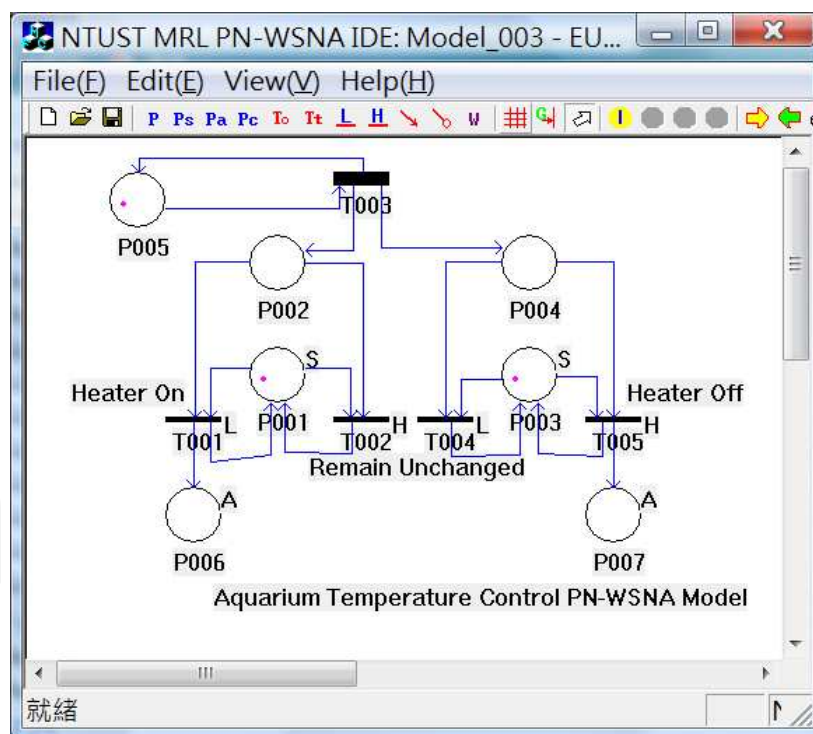 NTUST MRL PN-WSNA IDE: Model_003 - EU...
File(F) Edit(E) View(V) Help(H)
P Ps Pa Pc To Tt L H W G I
T003
P005
P002 P004
S S
Heater On Heater Off
P001 P003
L H L H
T001 T002 T004 T005
Remain Unchanged
A A
P006 P007
Aquarium Temperature Control PN-WSNA Model
就緒